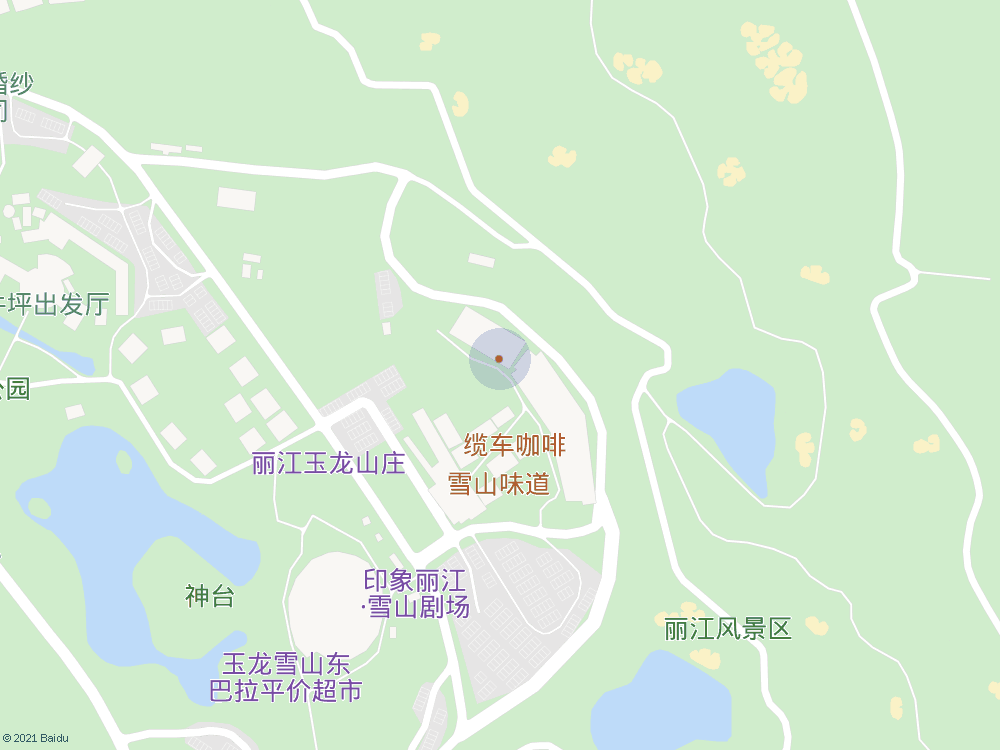 婚纱
司
牛坪出发厅
公园
缆车咖啡
丽江玉龙山庄
雪山味道
印象丽江
·雪山剧场
神台
丽江风景区
玉龙雪山东
巴拉平价超市
© 2021 Baidu